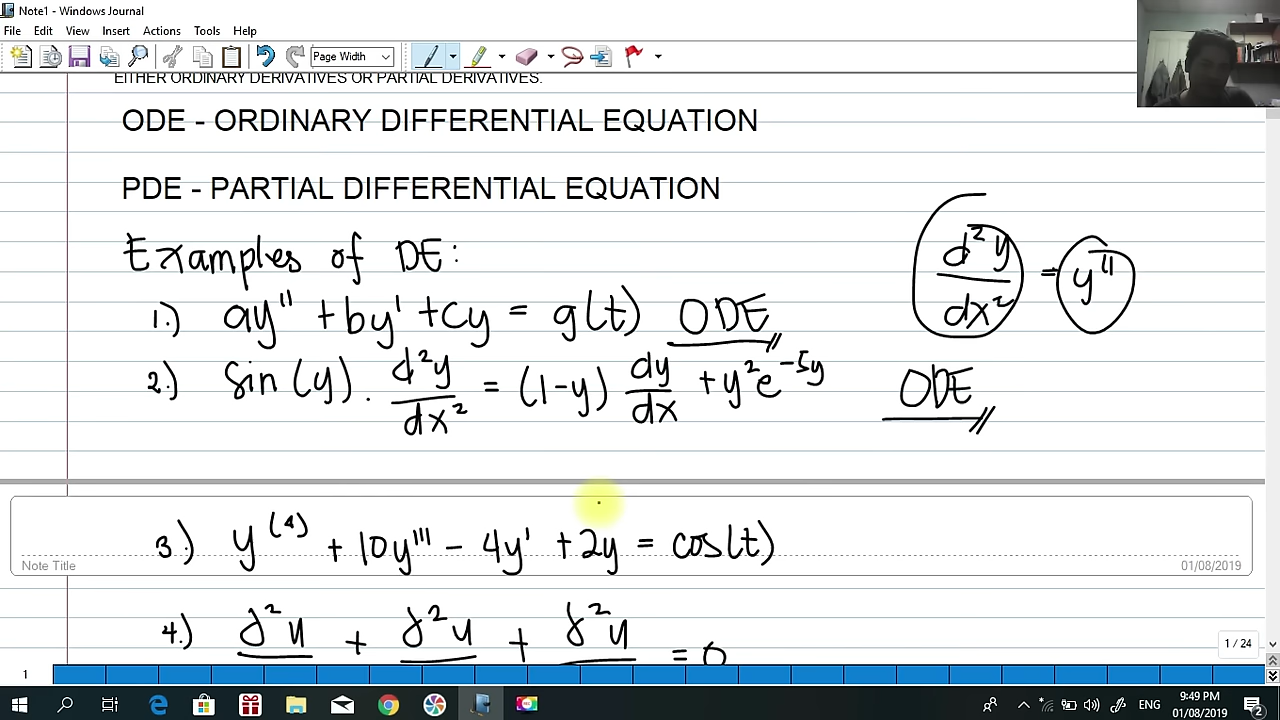 Note1 - Windows Journal
File Edit View Insert Actions Tools Help
Page Width
EITHER ORDINARY DERIVATIVES OR PARTIAL DERIVATIVES.
ODE - ORDINARY DIFFERENTIAL EQUATION
PDE - PARTIAL DIFFERENTIAL EQUATION
Examples of DE:
d²y/dx² = y''
1.) ay'' + by' + cy = g(t) ODE
2.) sin(y) . d²y/dx² = (1-y) dy/dx + y²e^{-5y} ODE
3.) y^{(4)} + 10y''' - 4y' + 2y = cos(t)
Note Title 01/08/2019
4.) ∂²u + ∂²u + ∂²u = 0
1 / 24
1
9:49 PM
ENG
01/08/2019
2